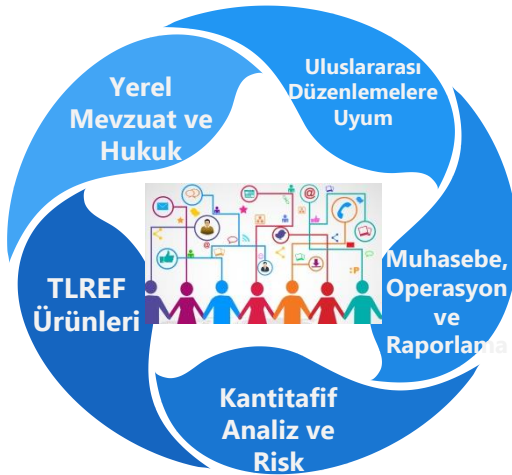 Yerel
Mevzuat ve
Hukuk
Uluslararası
Düzenlemelere
Uyum
Muhasebe,
Operasyon
ve
Raporlama
Kantitafif
Analiz ve
Risk
TLREF
Ürünleri
@
@
:P